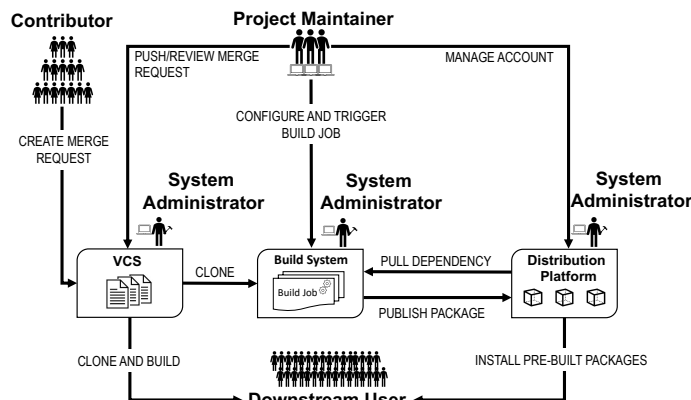 Contributor
Project Maintainer
PUSH/REVIEW MERGE
REQUEST
MANAGE ACCOUNT
CONFIGURE AND TRIGGER
BUILD JOB
CREATE MERGE
REQUEST
System
Administrator
System
Administrator
System
Administrator
VCS
CLONE
Build System
Build Job
PULL DEPENDENCY
PUBLISH PACKAGE
Distribution
Platform
CLONE AND BUILD
INSTALL PRE-BUILT PACKAGES
Downstream User